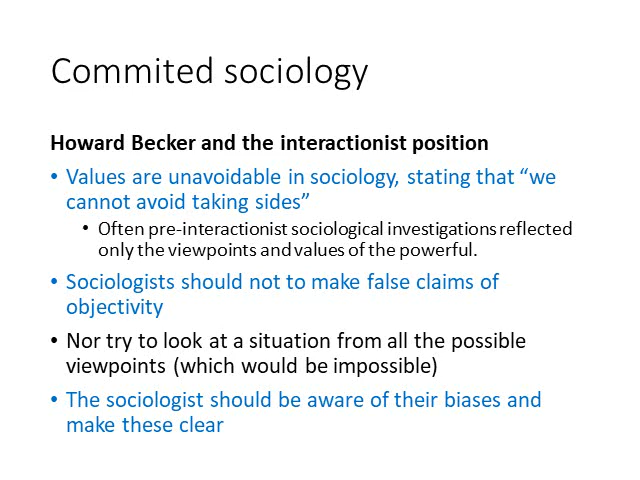 Commited sociology
Howard Becker and the interactionist position
• Values are unavoidable in sociology, stating that “we
cannot avoid taking sides”
• Often pre-interactionist sociological investigations reflected
only the viewpoints and values of the powerful.
• Sociologists should not to make false claims of
objectivity
• Nor try to look at a situation from all the possible
viewpoints (which would be impossible)
• The sociologist should be aware of their biases and
make these clear